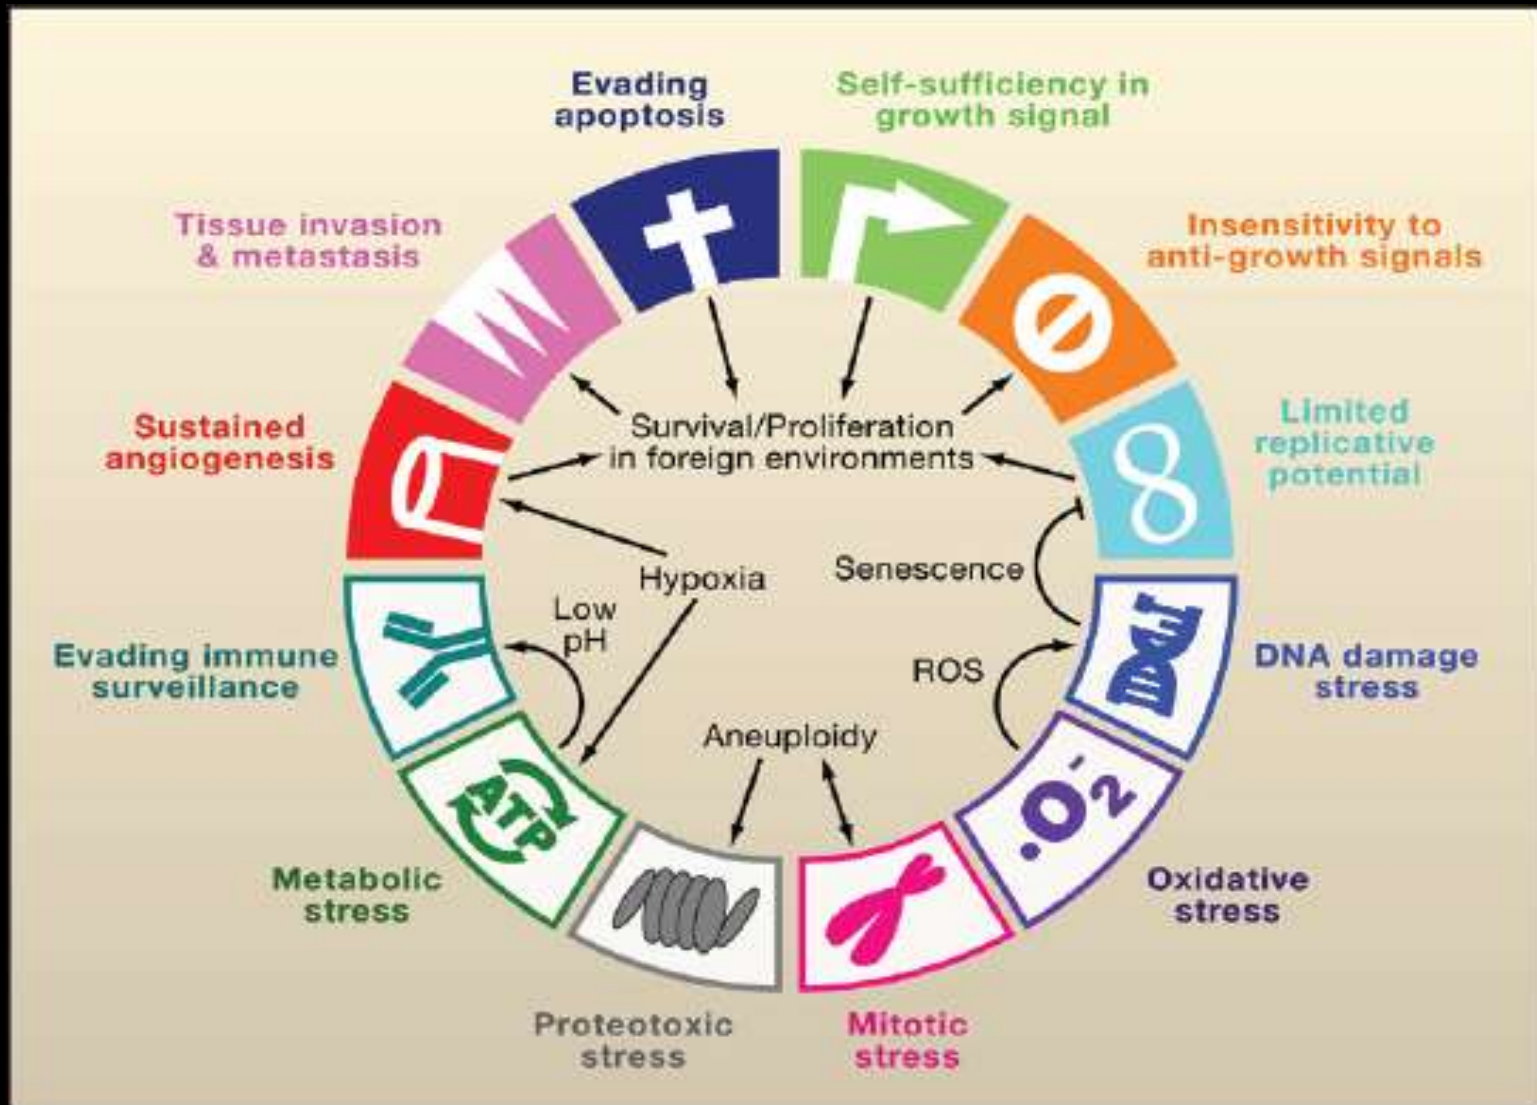 Evading
apoptosis
Self-sufficiency in
growth signal
Tissue invasion
& metastasis
Insensitivity to
anti-growth signals
Sustained
angiogenesis
Survival/Proliferation
in foreign environments
Limited
replicative
potential
8
Hypoxia
Senescence
Low
pH
Evading immune
surveillance
ROS
DNA damage
stress
Aneuploidy
ATP
•O₂⁻
Metabolic
stress
Oxidative
stress
Proteotoxic
stress
Mitotic
stress